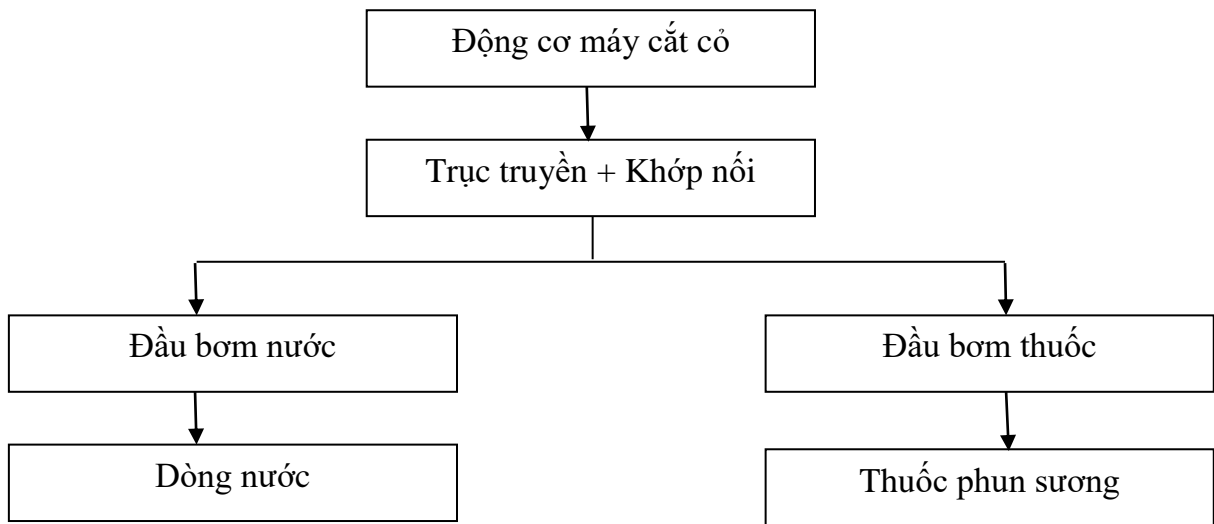 Động cơ máy cắt cỏ
Trục truyền + Khớp nối
Đầu bơm nước
Đầu bơm thuốc
Dòng nước
Thuốc phun sương